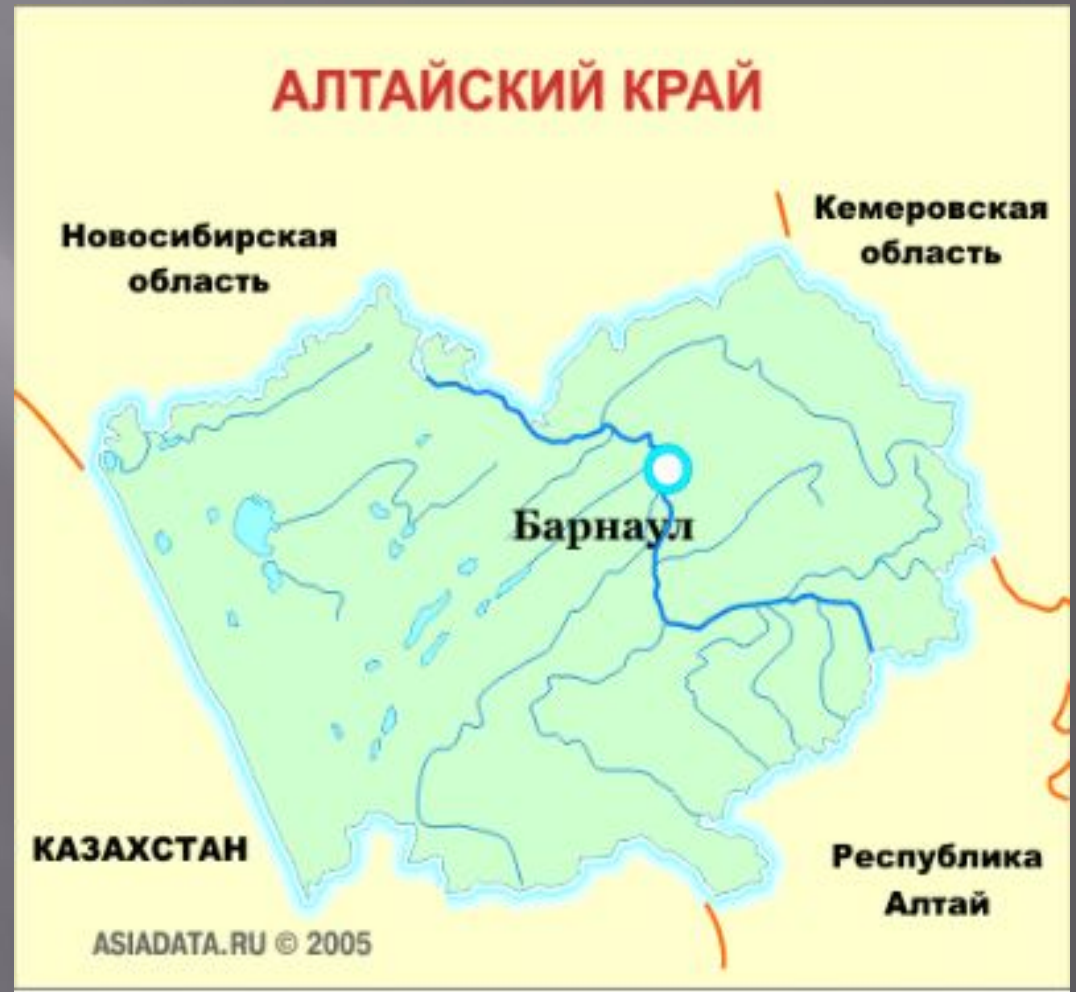 АЛТАЙСКИЙ КРАЙ
Кемеровская
область
Новосибирская
область
Барнаул
КАЗАХСТАН
Республика
Алтай
ASIADATA.RU © 2005